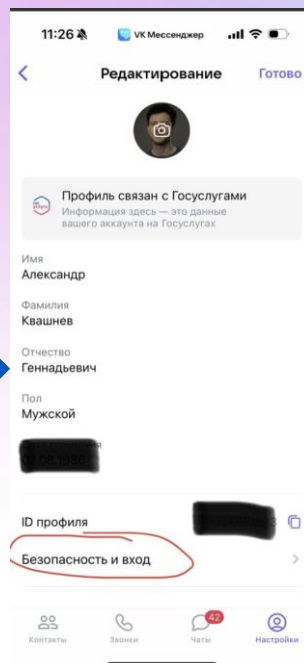 11:26 VK Мессенджер
Редактирование Готово
Профиль связан с Госуслугами
Информация здесь — это данные
вашего аккаунта на Госуслугах
Имя
Александр
Фамилия
Квашнев
Отчество
Геннадьевич
Пол
Мужской
ID профиля
Безопасность и вход
42
Контакты Звонки Чаты Настройки